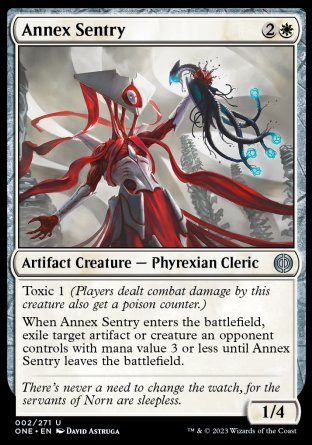 Annex Sentry 2
Artifact Creature — Phyrexian Cleric
Toxic 1 (Players dealt combat damage by this
creature also get a poison counter.)
When Annex Sentry enters the battlefield,
exile target artifact or creature an opponent
controls with mana value 3 or less until Annex
Sentry leaves the battlefield.
There's never a need to change the watch, for the
servants of Norn are sleepless.
1/4
002/271 U
ONE • EN DAVID ASTRUGA
™ & © 2023 Wizards of the Coast